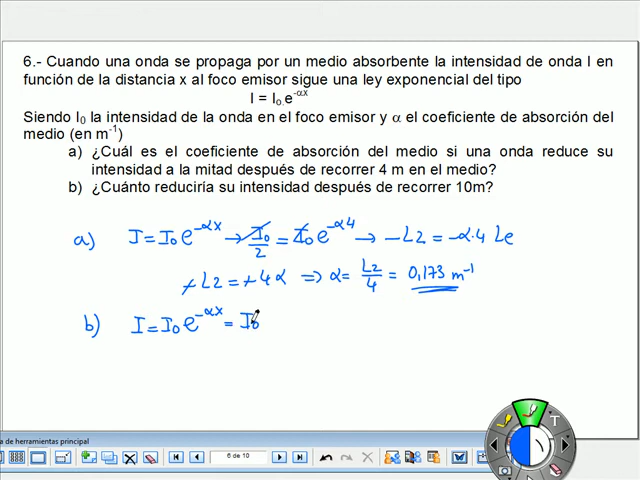 6.- Cuando una onda se propaga por un medio absorbente la intensidad de onda I en
función de la distancia x al foco emisor sigue una ley exponencial del tipo
I = I₀.e^-αx
Siendo I₀ la intensidad de la onda en el foco emisor y α el coeficiente de absorción del
medio (en m⁻¹)
a) ¿Cuál es el coeficiente de absorción del medio si una onda reduce su
intensidad a la mitad después de recorrer 4 m en el medio?
b) ¿Cuánto reduciría su intensidad después de recorrer 10m?
a) I = I₀ e^-αx → I₀/2 = I₀ e^-α4 → -L2 = -α·4 Le
-L2 = -4α ⇒ α = L2/4 = 0,173 m⁻¹
b) I = I₀ e^-αx = I₀
a de herramientas principal
6 de 10